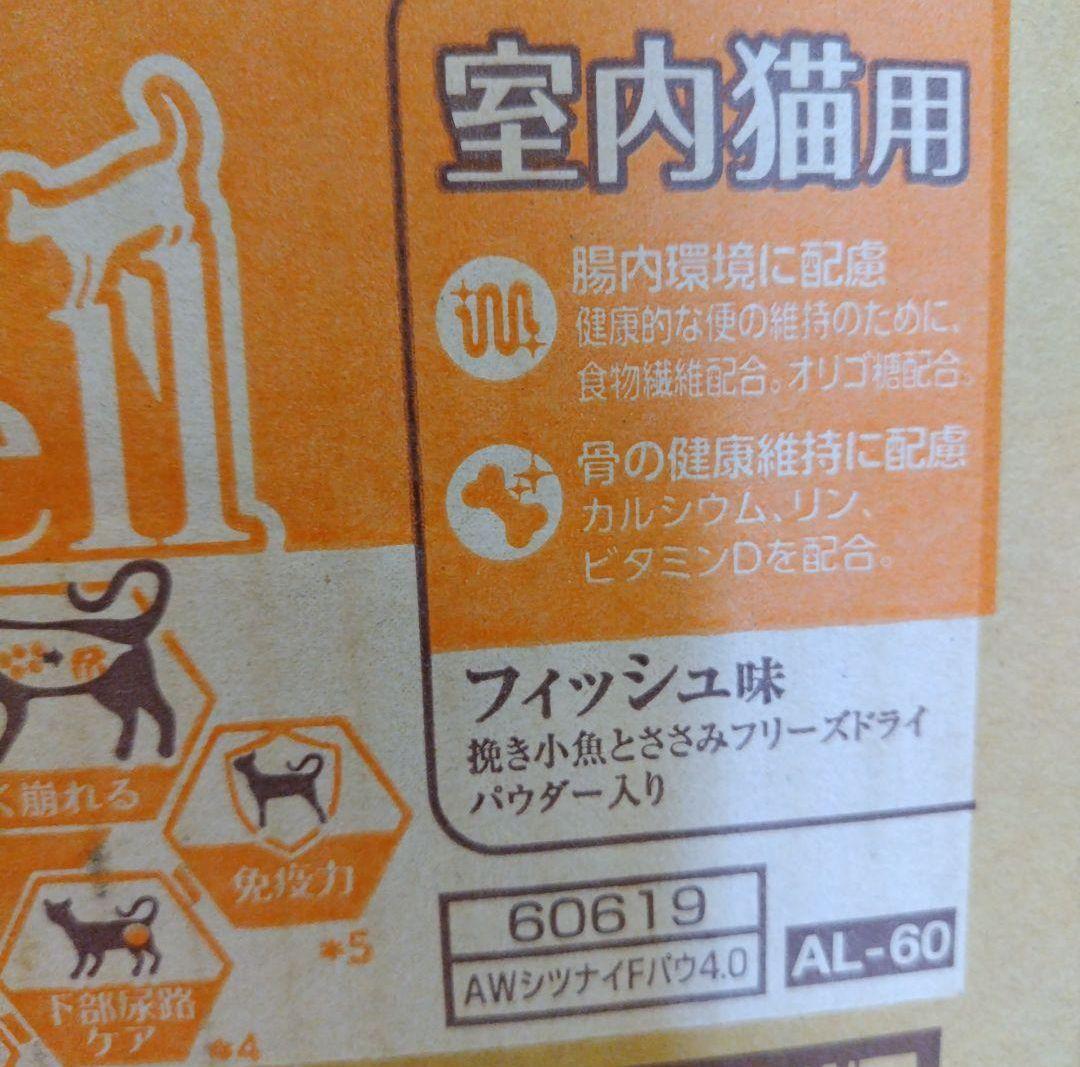 室内猫用
腸内環境に配慮
健康的な便の維持のために、
食物繊維配合。オリゴ糖配合。
骨の健康維持に配慮
カルシウム、リン、
ビタミンDを配合。
フィッシュ味
挽き小魚とささみフリーズドライ
パウダー入り
ell
く崩れる
免疫力
*5
下部尿路
ケア
*4
60619
AWシツナイFパウ4.0
AL-60